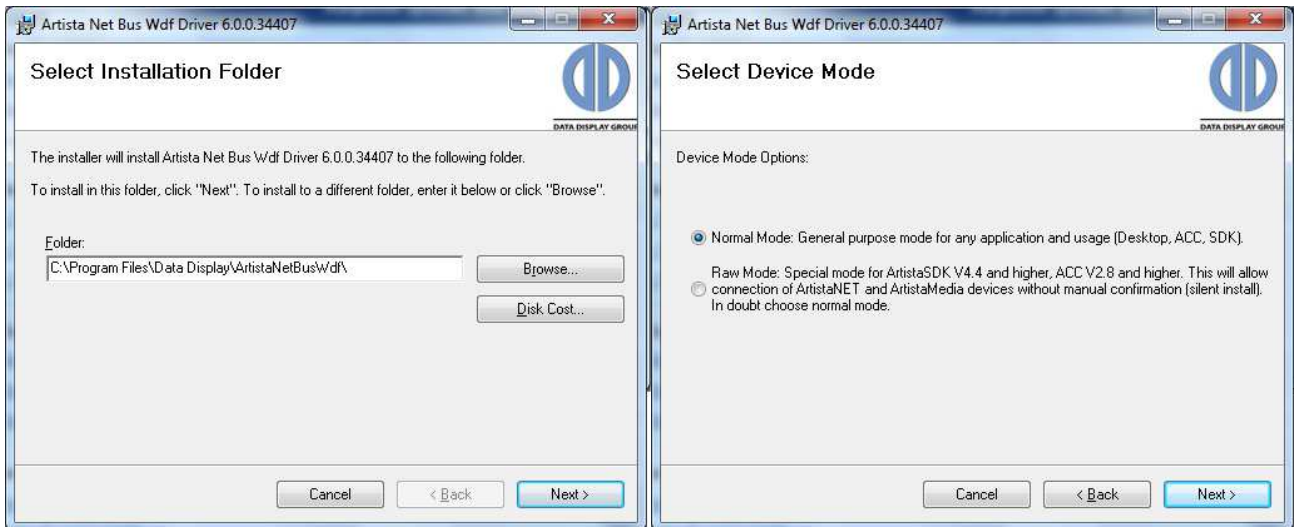 Artista Net Bus Wdf Driver 6.0.0.34407
Select Installation Folder
DATA DISPLAY GROUP
The installer will install Artista Net Bus Wdf Driver 6.0.0.34407 to the following folder.
To install in this folder, click "Next". To install to a different folder, enter it below or click "Browse".
Folder:
C:\Program Files\Data Display\ArtistaNetBusWdf\
Browse...
Disk Cost...
Cancel
< Back
Next >
Artista Net Bus Wdf Driver 6.0.0.34407
Select Device Mode
DATA DISPLAY GROUP
Device Mode Options:
Normal Mode: General purpose mode for any application and usage (Desktop, ACC, SDK).
Raw Mode: Special mode for ArtistaSDK V4.4 and higher, ACC V2.8 and higher. This will allow
connection of ArtistaNET and ArtistaMedia devices without manual confirmation (silent install).
In doubt choose normal mode.
Cancel
< Back
Next >